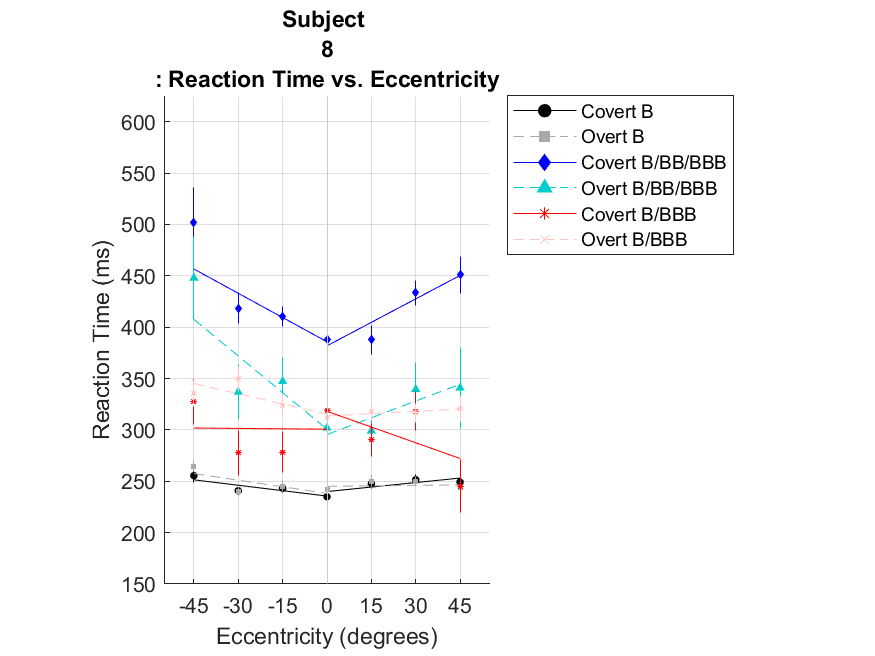 Subject
8
: Reaction Time vs. Eccentricity
Covert B
Overt B
Covert B/BB/BBB
Overt B/BB/BBB
Covert B/BBB
Overt B/BBB
Reaction Time (ms)
600
550
500
450
400
350
300
250
200
150
-45 -30 -15 0 15 30 45
Eccentricity (degrees)